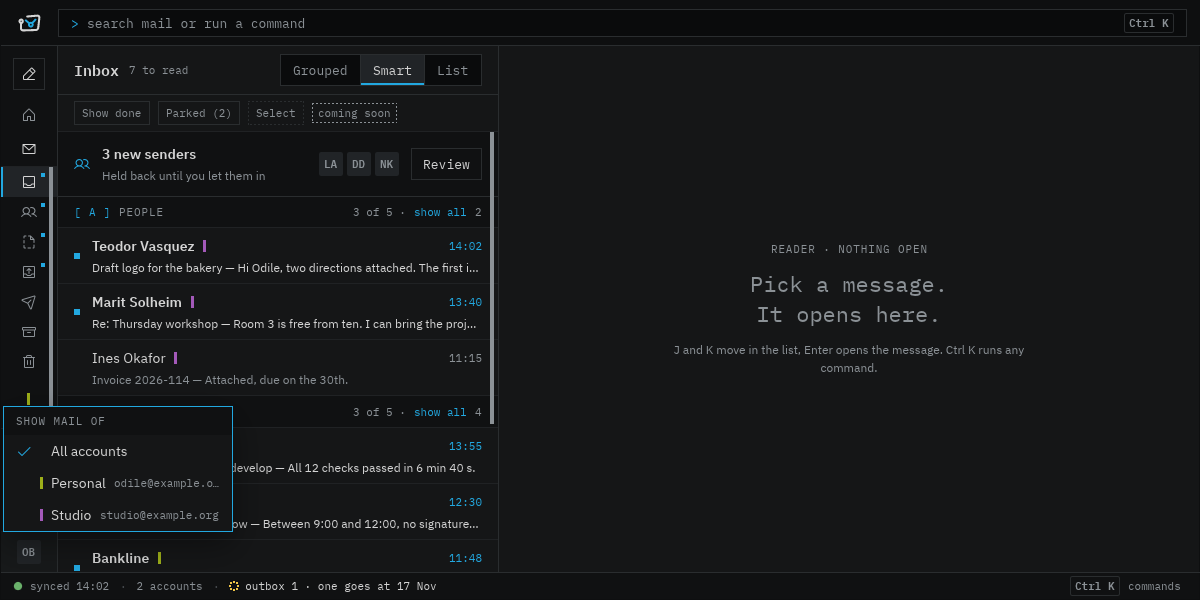 > search mail or run a command Ctrl K
Inbox 7 to read Grouped Smart List
Show done Parked (2) Select coming soon
3 new senders
Held back until you let them in
LA DD NK Review
[ A ] PEOPLE 3 of 5 · show all 2
Teodor Vasquez 14:02
Draft logo for the bakery — Hi Odile, two directions attached. The first i…
Marit Solheim 13:40
Re: Thursday workshop — Room 3 is free from ten. I can bring the proj…
Ines Okafor 11:15
Invoice 2026-114 — Attached, due on the 30th.
3 of 5 · show all 4
13:55
develop — All 12 checks passed in 6 min 40 s.
12:30
ow — Between 9:00 and 12:00, no signature…
Bankline 11:48
SHOW MAIL OF
All accounts
Personal odile@example.o…
Studio studio@example.org
OB
READER · NOTHING OPEN
Pick a message.
It opens here.
J and K move in the list, Enter opens the message. Ctrl K runs any
command.
synced 14:02 · 2 accounts · outbox 1 · one goes at 17 Nov Ctrl K commands